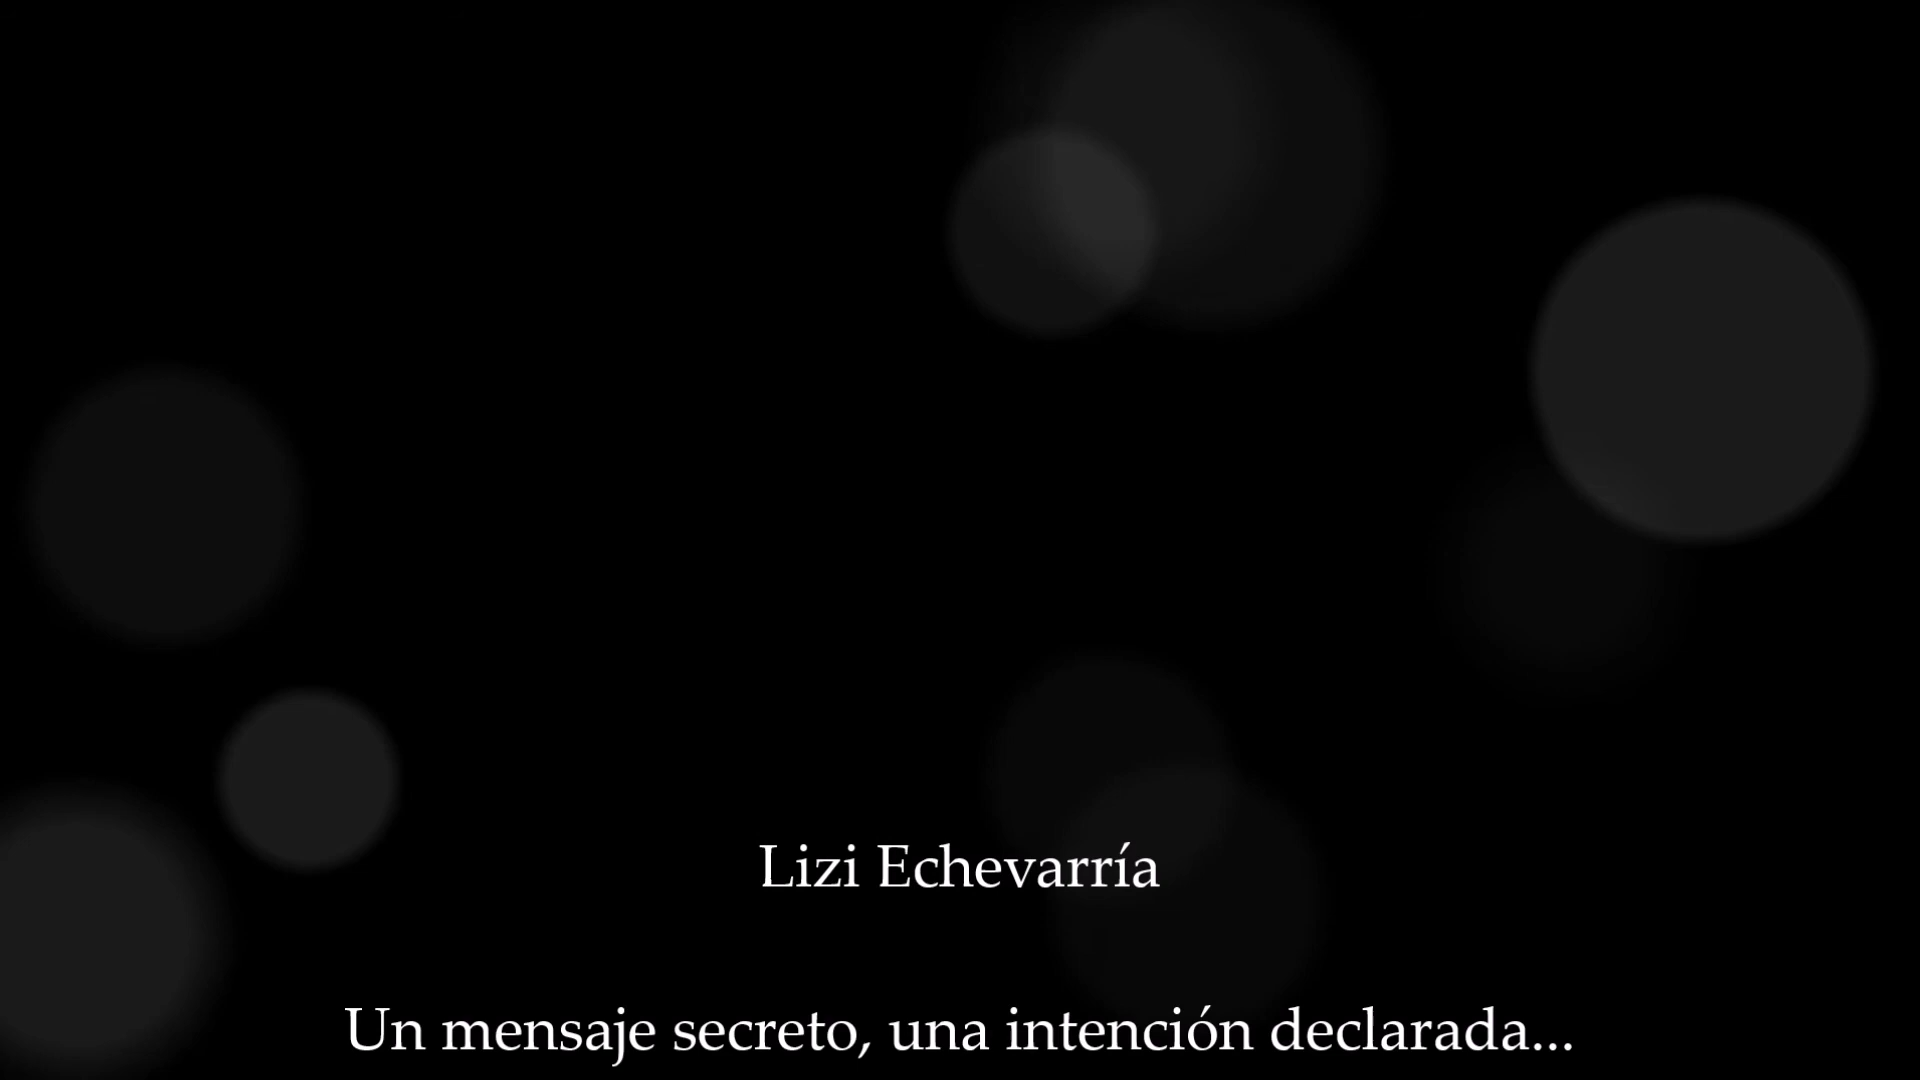 Lizi Echevarría
Un mensaje secreto, una intención declarada...